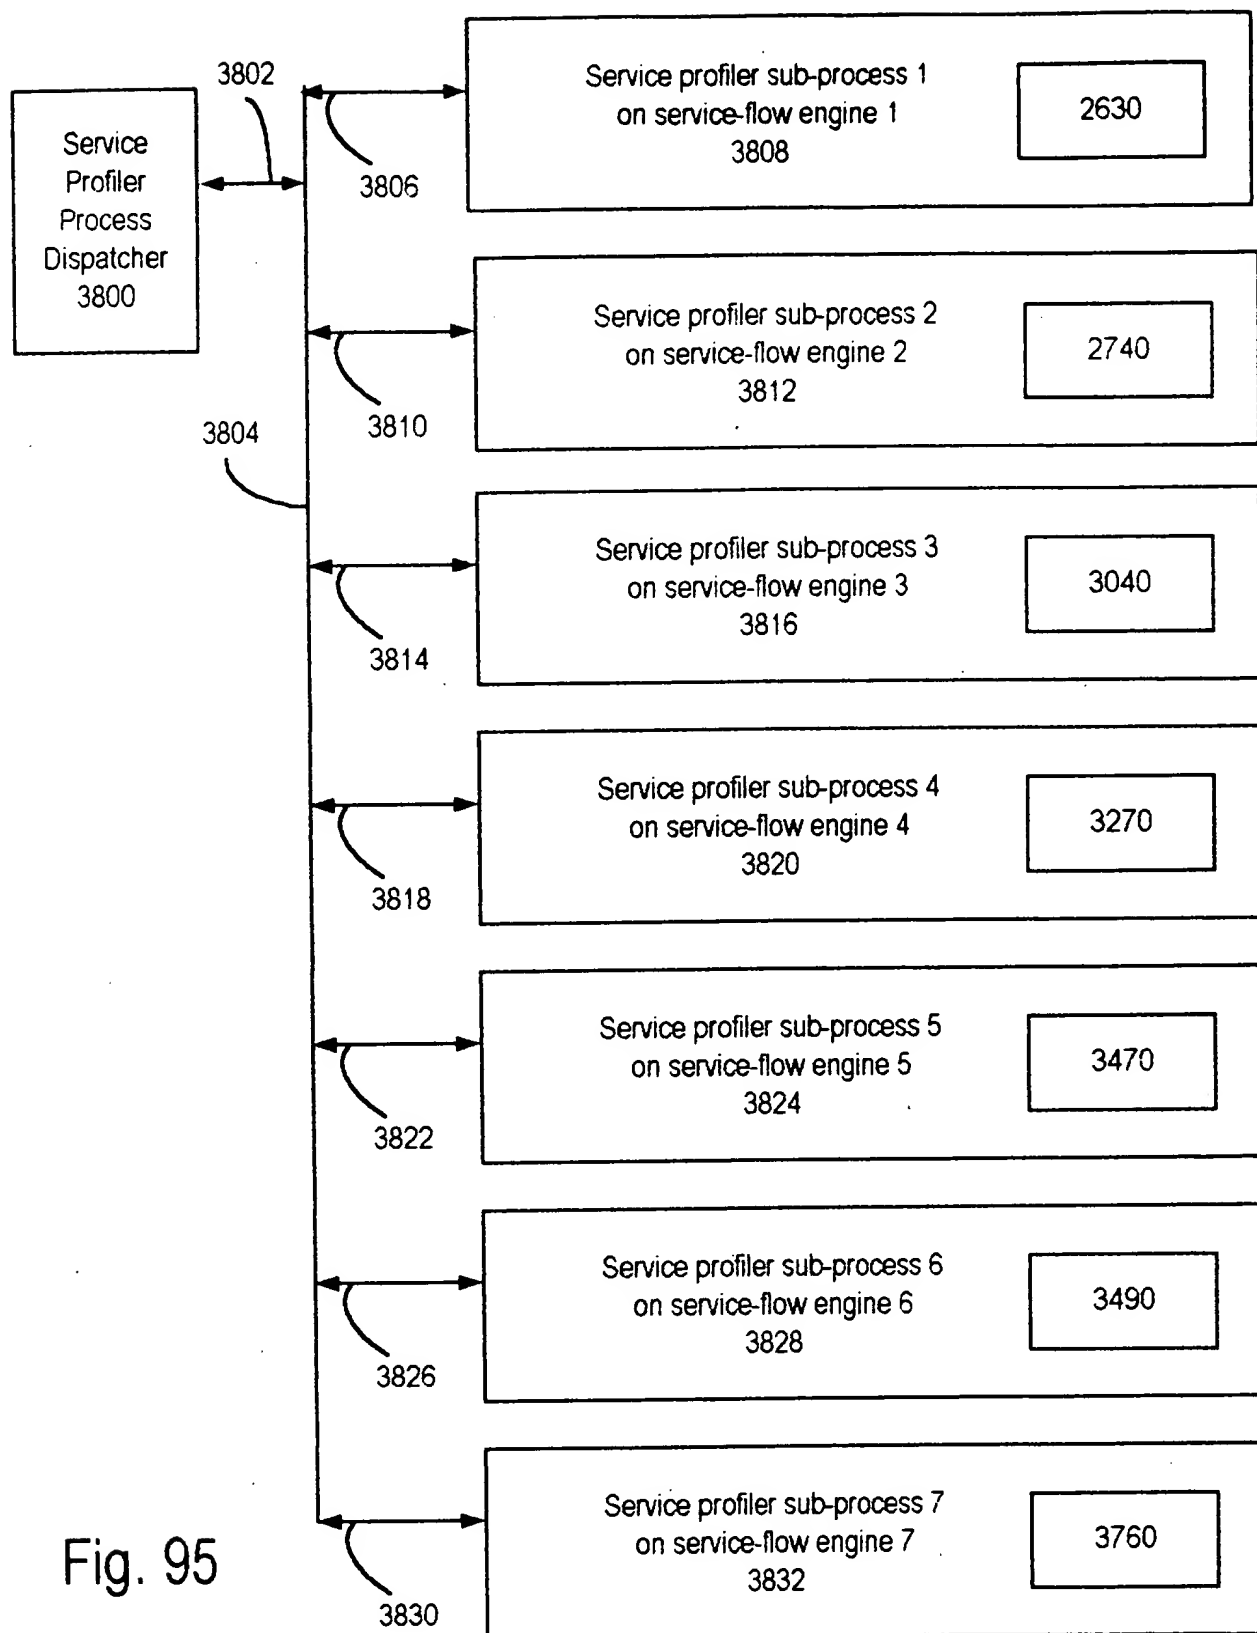 3802
Service
Profiler
Process
Dispatcher
3800
Service profiler sub-process 1
on service-flow engine 1
3808
2630
3806
Service profiler sub-process 2
on service-flow engine 2
3812
2740
3810
3804
Service profiler sub-process 3
on service-flow engine 3
3816
3040
3814
Service profiler sub-process 4
on service-flow engine 4
3820
3270
3818
Service profiler sub-process 5
on service-flow engine 5
3824
3470
3822
Service profiler sub-process 6
on service-flow engine 6
3828
3490
3826
Service profiler sub-process 7
on service-flow engine 7
3832
3760
3830
Fig. 95